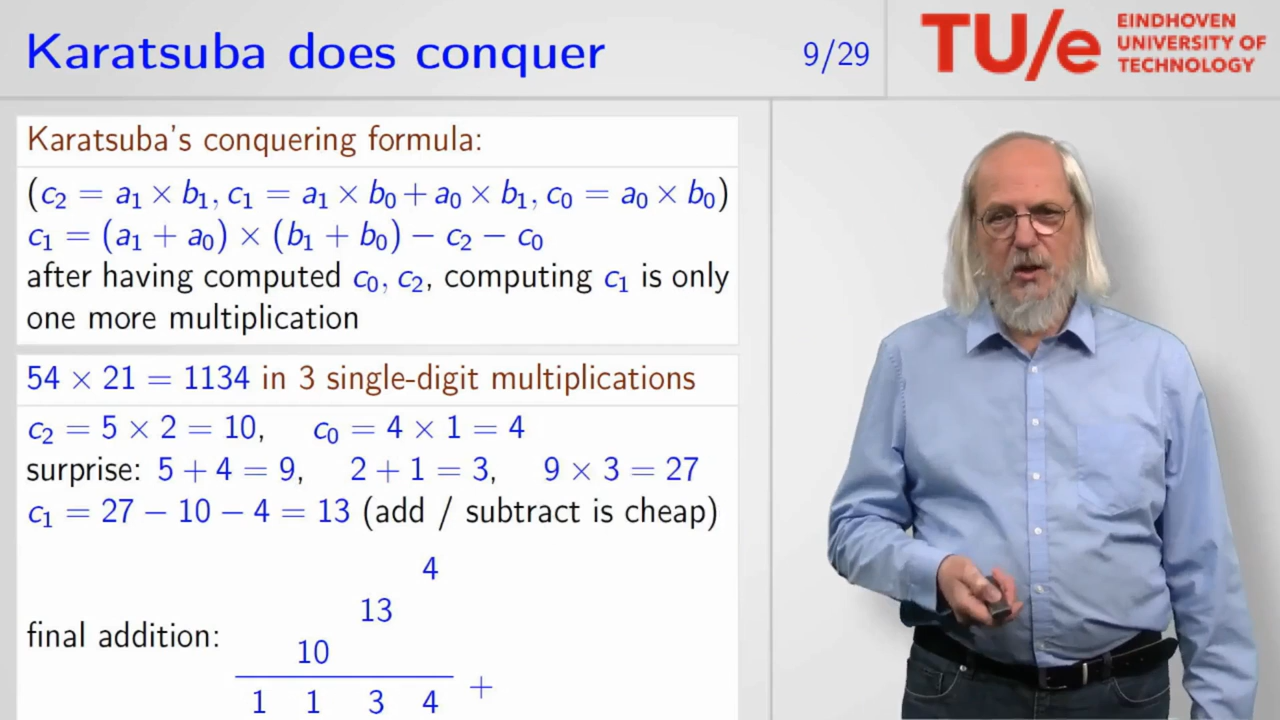 Karatsuba does conquer
9/29
TU/e
EINDHOVEN
UNIVERSITY OF
TECHNOLOGY
Karatsuba's conquering formula:
(c₂ = a₁ × b₁, c₁ = a₁ × b₀ + a₀ × b₁, c₀ = a₀ × b₀)
c₁ = (a₁ + a₀) × (b₁ + b₀) − c₂ − c₀
after having computed c₀, c₂, computing c₁ is only
one more multiplication
54 × 21 = 1134 in 3 single-digit multiplications
c₂ = 5 × 2 = 10, c₀ = 4 × 1 = 4
surprise: 5 + 4 = 9, 2 + 1 = 3, 9 × 3 = 27
c₁ = 27 − 10 − 4 = 13 (add / subtract is cheap)
4
13
final addition:
10
+
1 1 3 4